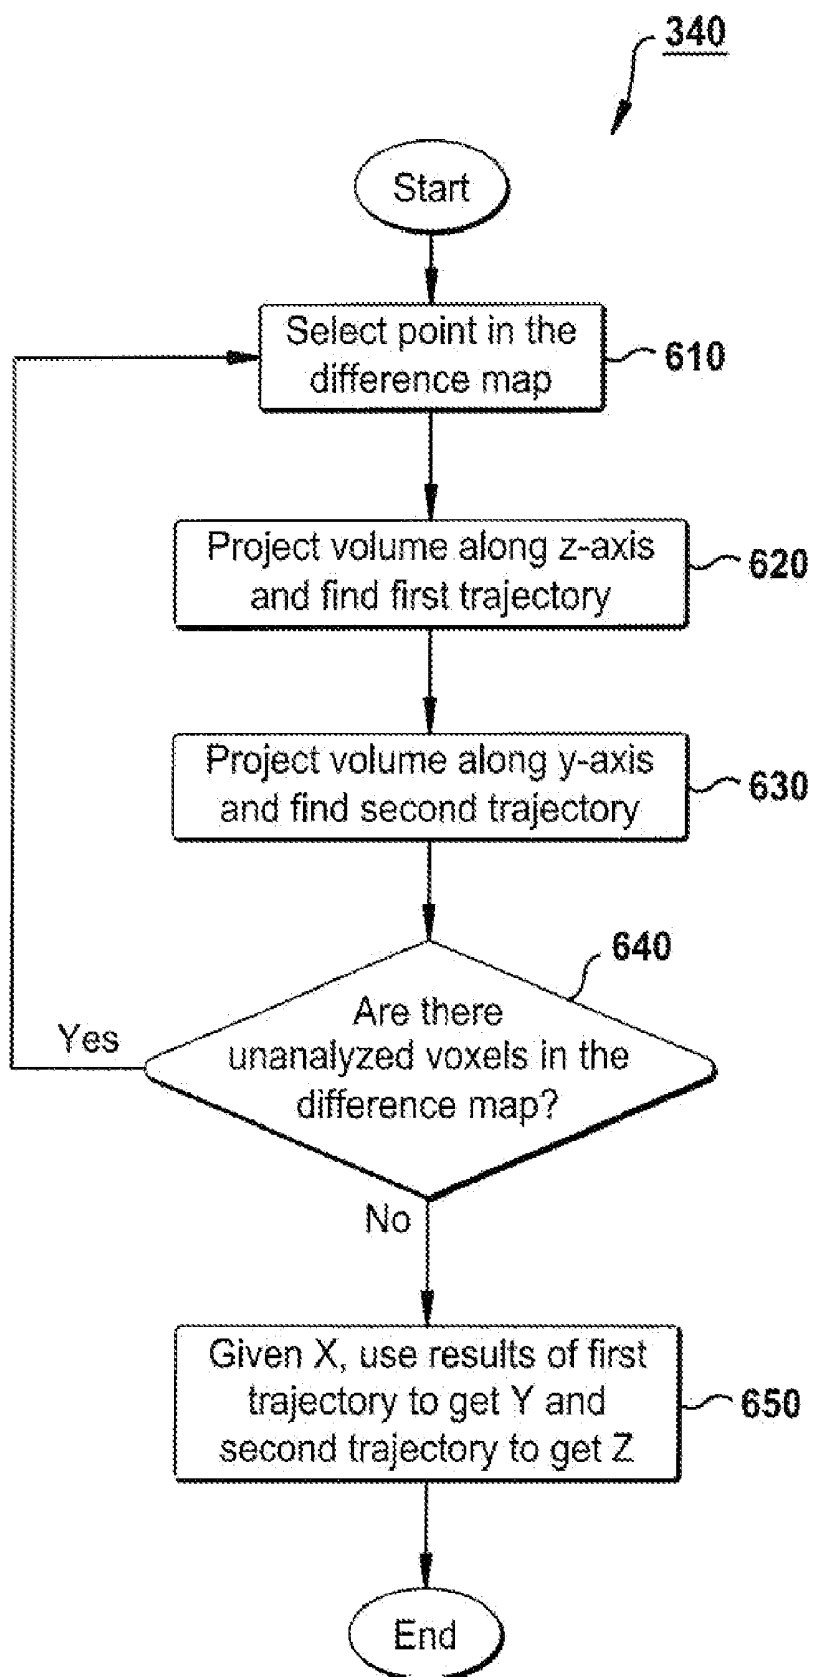 340
Start
Select point in the
difference map
610
Project volume along z-axis
and find first trajectory
620
Project volume along y-axis
and find second trajectory
630
640
Are there
unanalyzed voxels in the
difference map?
Yes
No
Given X, use results of first
trajectory to get Y and
second trajectory to get Z
650
End